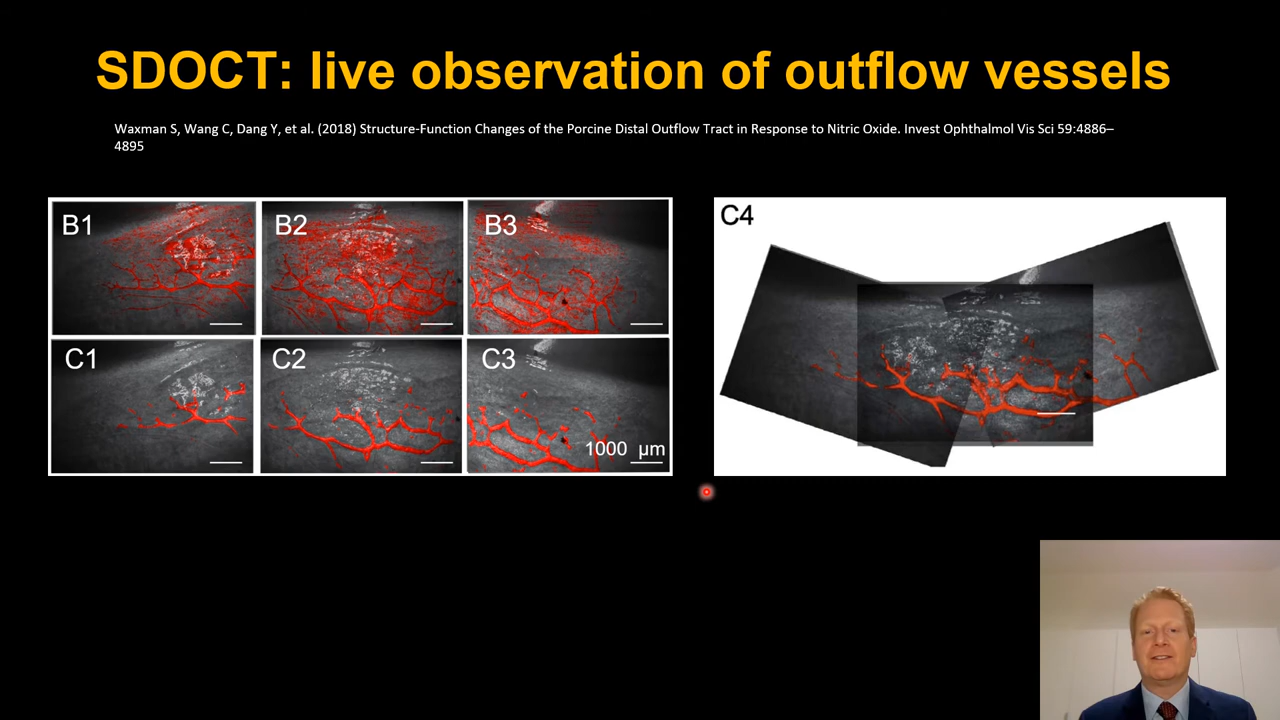 SDOCT: live observation of outflow vessels
Waxman S, Wang C, Dang Y, et al. (2018) Structure-Function Changes of the Porcine Distal Outflow Tract in Response to Nitric Oxide. Invest Ophthalmol Vis Sci 59:4886–
4895
B1
B2
B3
C4
C1
C2
C3
1000 µm